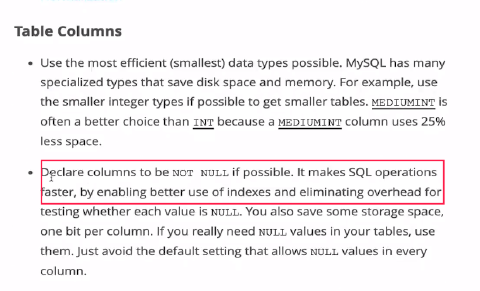 Table Columns
Use the most efficient (smallest) data types possible. MySQL has many
specialized types that save disk space and memory. For example, use
the smaller integer types if possible to get smaller tables. MEDIUMINT is
often a better choice than INT because a MEDIUMINT column uses 25%
less space.
Declare columns to be NOT NULL if possible. It makes SQL operations
faster, by enabling better use of indexes and eliminating overhead for
testing whether each value is NULL. You also save some storage space,
one bit per column. If you really need NULL values in your tables, use
them. Just avoid the default setting that allows NULL values in every
column.